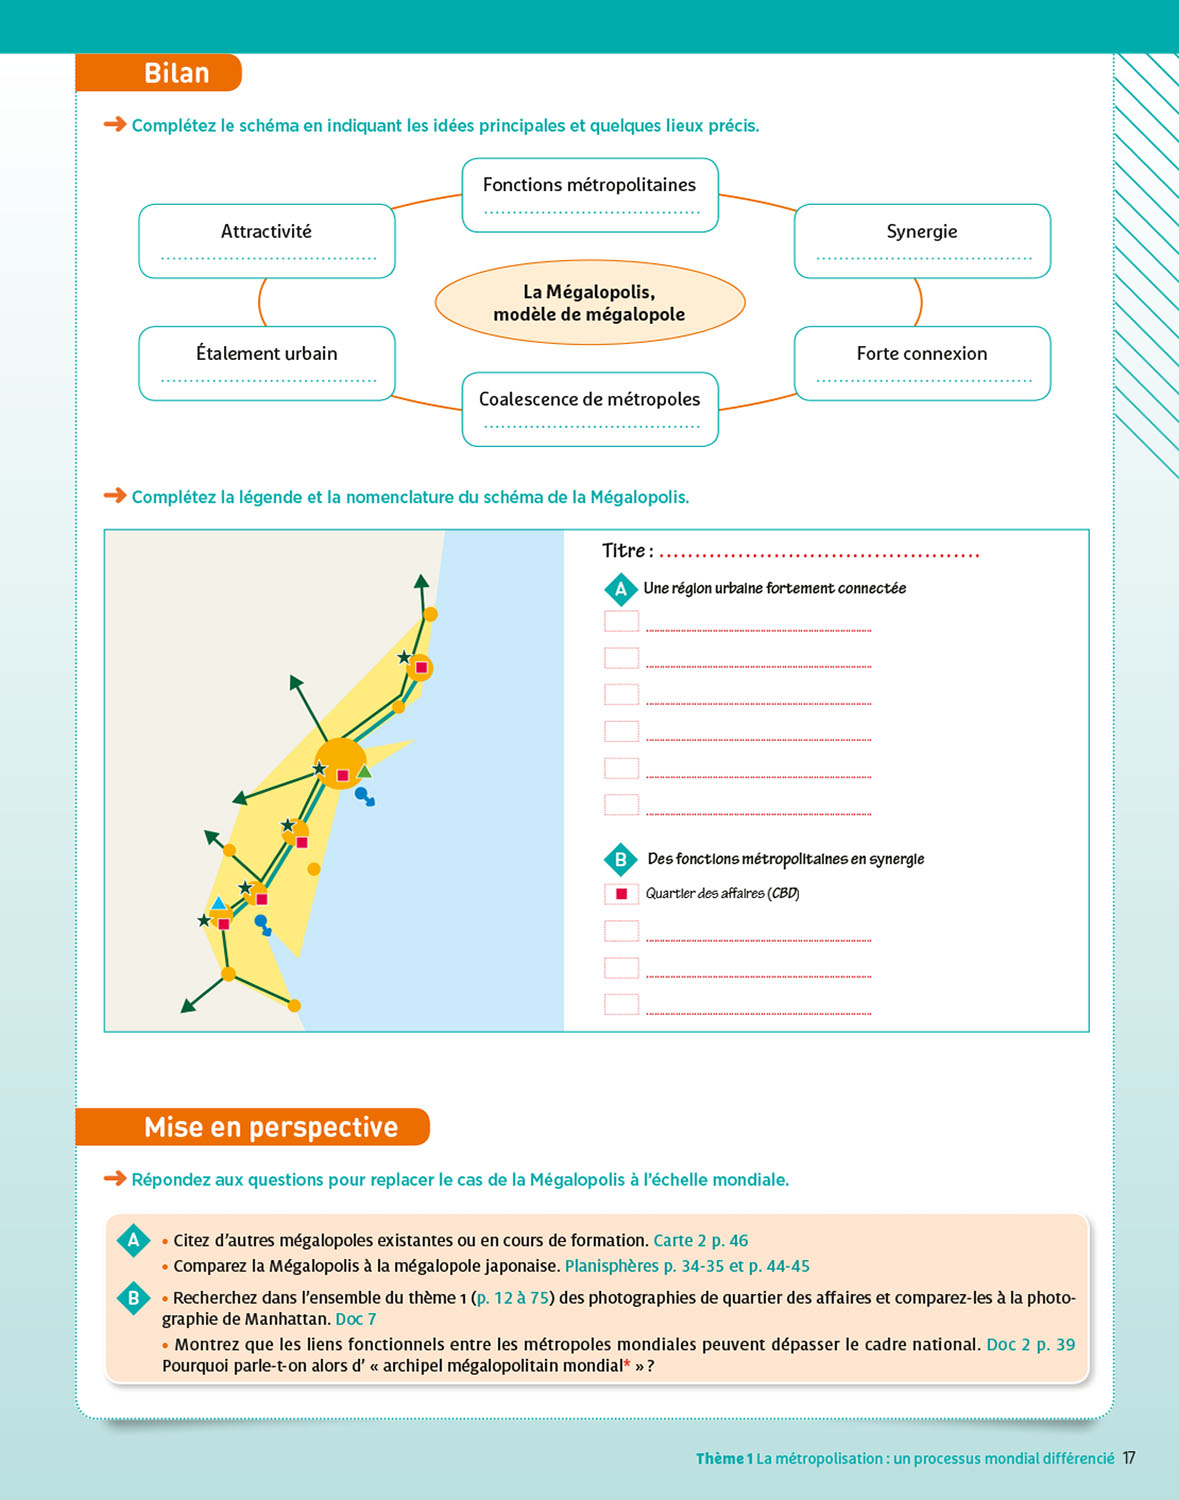 Bilan
➔ Complétez le schéma en indiquant les idées principales et quelques lieux précis.
Fonctions métropolitaines
Attractivité
Synergie
La Mégalopolis,
modèle de mégalopole
Étalement urbain
Forte connexion
Coalescence de métropoles
➔ Complétez la légende et la nomenclature du schéma de la Mégalopolis.
Titre :
A Une région urbaine fortement connectée
B Des fonctions métropolitaines en synergie
Quartier des affaires (CBD)
Mise en perspective
➔ Répondez aux questions pour replacer le cas de la Mégalopolis à l'échelle mondiale.
A • Citez d'autres mégalopoles existantes ou en cours de formation. Carte 2 p. 46
• Comparez la Mégalopolis à la mégalopole japonaise. Planisphères p. 34-35 et p. 44-45
B • Recherchez dans l'ensemble du thème 1 (p. 12 à 75) des photographies de quartier des affaires et comparez-les à la photo-
graphie de Manhattan. Doc 7
• Montrez que les liens fonctionnels entre les métropoles mondiales peuvent dépasser le cadre national. Doc 2 p. 39
Pourquoi parle-t-on alors d' « archipel mégalopolitain mondial* » ?
Thème 1 La métropolisation : un processus mondial différencié 17